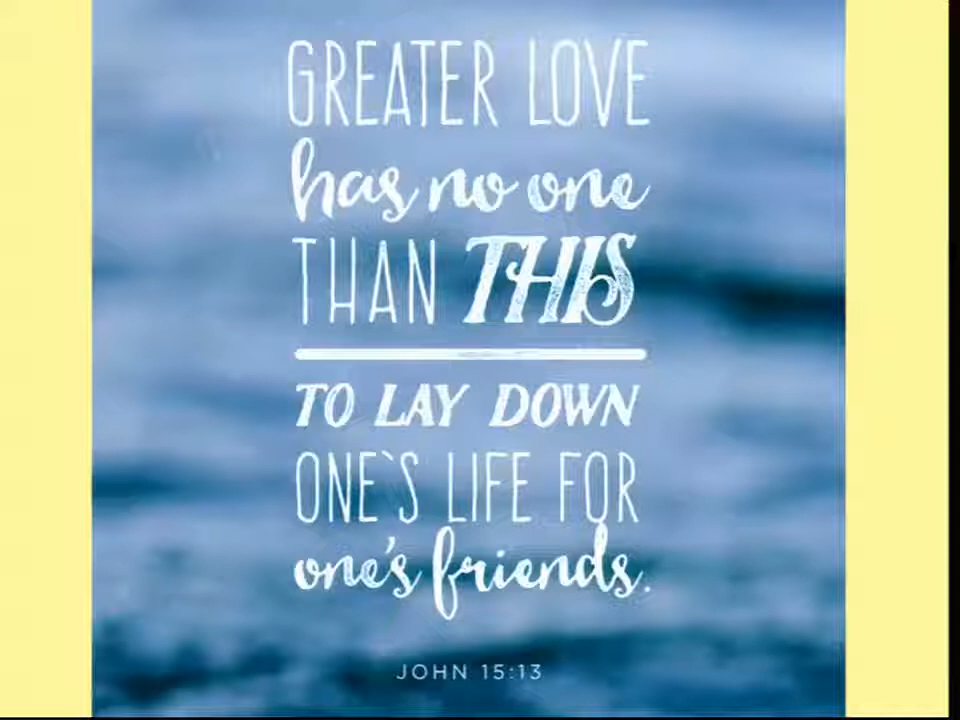 GREATER LOVE
has no one
THAN THIS
TO LAY DOWN
ONE`S LIFE FOR
one's friends.
JOHN 15:13